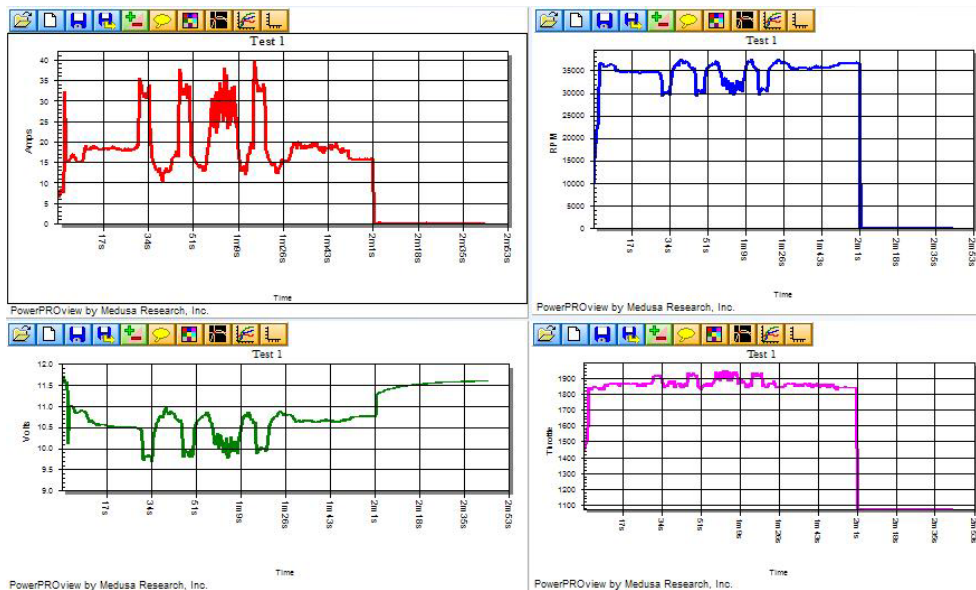 Test 1
40
35
30
25
20
15
10
5
0
Amps
17s
34s
51s
1m9s
1m26s
1m43s
2m1s
2m18s
2m35s
2m53s
Time
PowerPROview by Medusa Research, Inc.
Test 1
35000
30000
25000
20000
15000
10000
5000
0
RPM
17s
34s
51s
1m9s
1m26s
1m43s
2m1s
2m18s
2m35s
2m53s
Time
PowerPROview by Medusa Research, Inc.
Test 1
12.0
11.5
11.0
10.5
10.0
9.5
9.0
Volts
17s
34s
51s
1m9s
1m26s
1m43s
2m1s
2m18s
2m35s
2m53s
Time
PowerPROview by Medusa Research, Inc.
Test 1
1900
1800
1700
1600
1500
1400
1300
1200
1100
Throttle
17s
34s
51s
1m9s
1m26s
1m43s
2m1s
2m18s
2m35s
2m53s
Time
PowerPROview by Medusa Research, Inc.